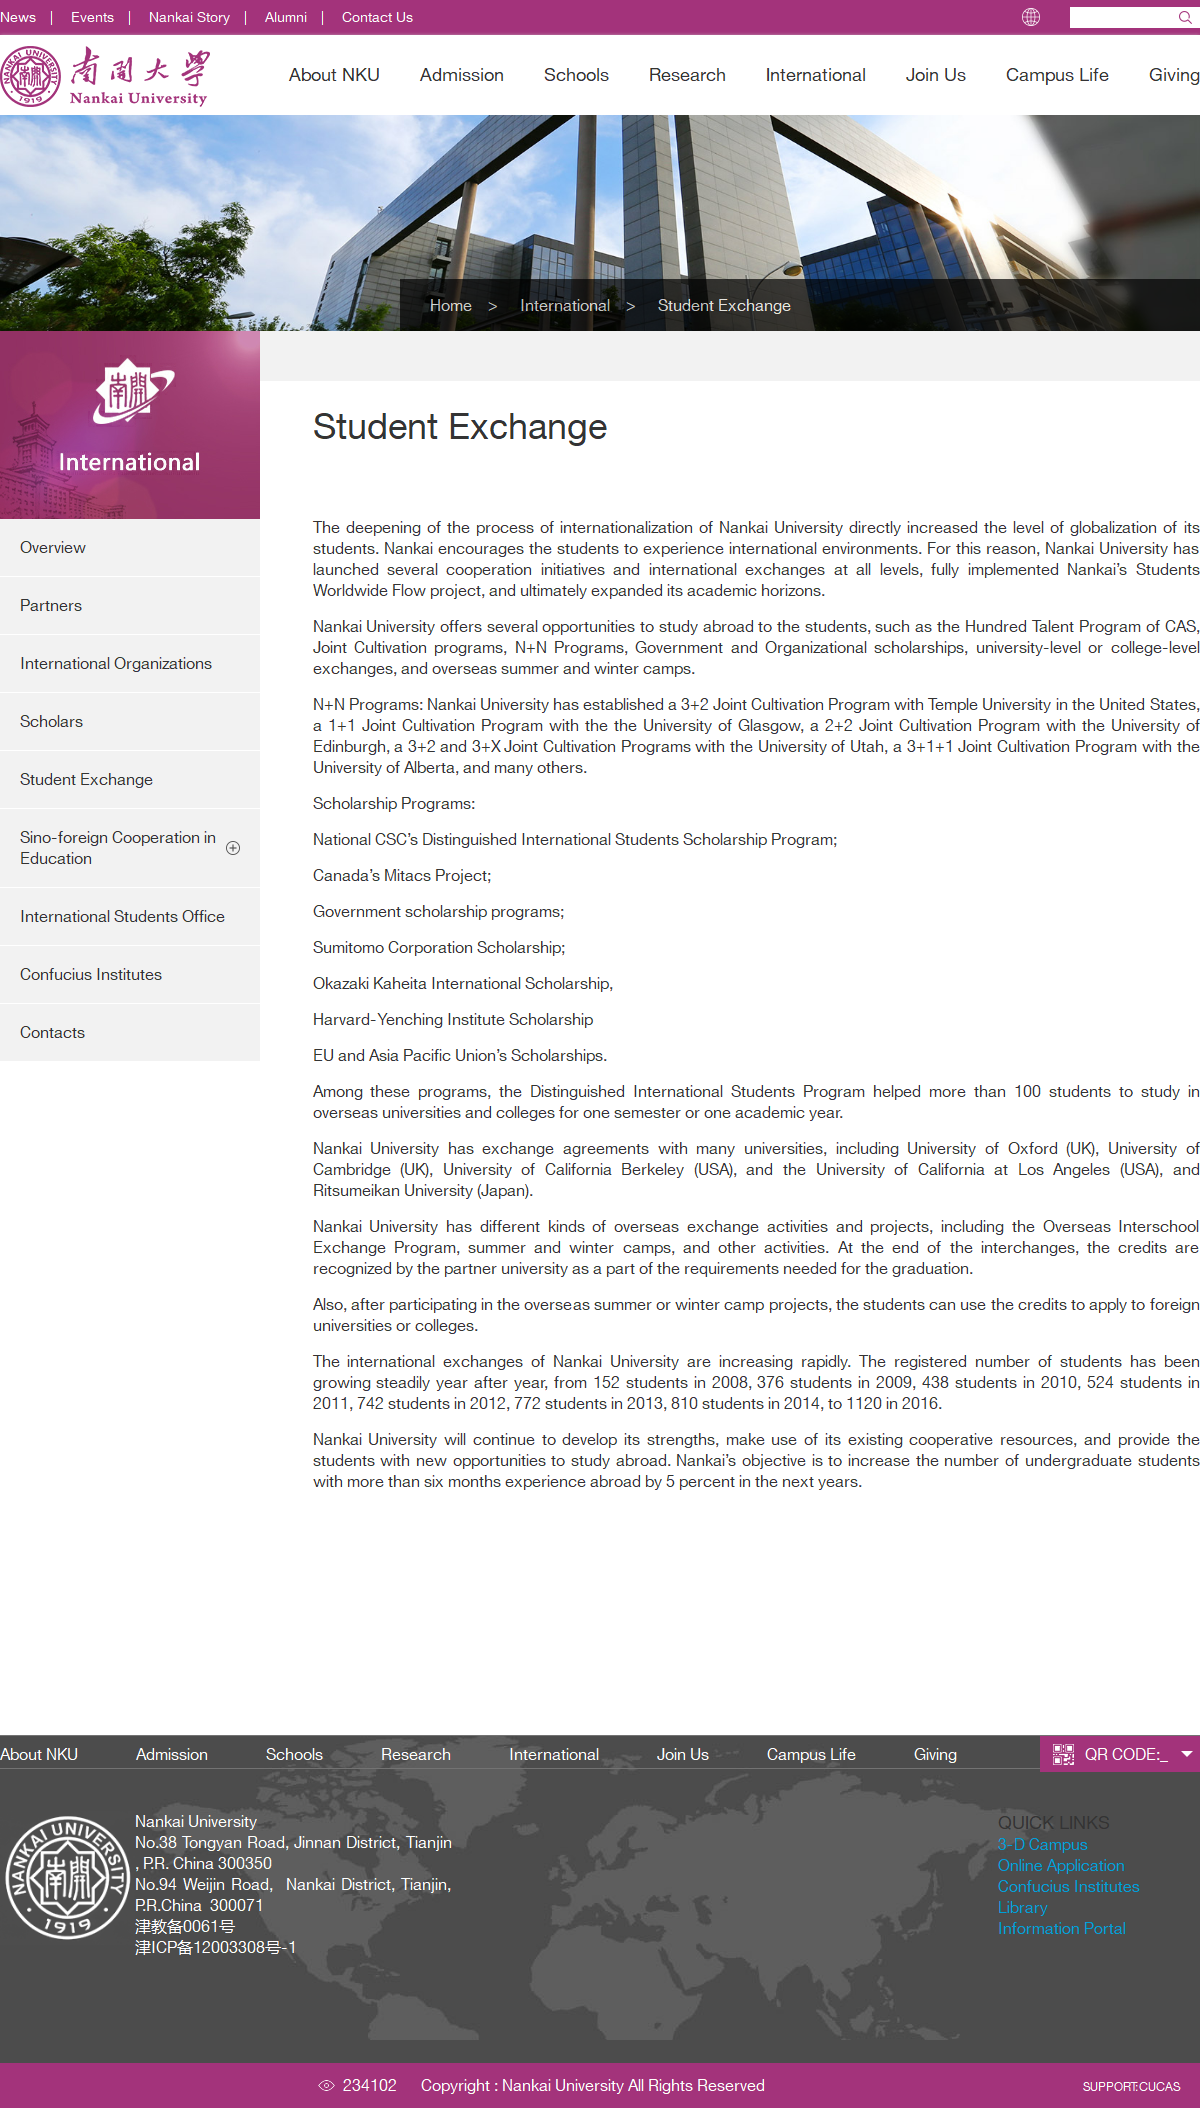 News | Events | Nankai Story | Alumni | Contact Us
NANKAI UNIVERSITY
1919
南開大學
Nankai University
About NKU Admission Schools Research International Join Us Campus Life Giving
Home > International > Student Exchange
南開
International
Overview
Partners
International Organizations
Scholars
Student Exchange
Sino-foreign Cooperation in
Education
International Students Office
Confucius Institutes
Contacts
Student Exchange
The deepening of the process of internationalization of Nankai University directly increased the level of globalization of its
students. Nankai encourages the students to experience international environments. For this reason, Nankai University has
launched several cooperation initiatives and international exchanges at all levels, fully implemented Nankai’s Students
Worldwide Flow project, and ultimately expanded its academic horizons.
Nankai University offers several opportunities to study abroad to the students, such as the Hundred Talent Program of CAS,
Joint Cultivation programs, N+N Programs, Government and Organizational scholarships, university-level or college-level
exchanges, and overseas summer and winter camps.
N+N Programs: Nankai University has established a 3+2 Joint Cultivation Program with Temple University in the United States,
a 1+1 Joint Cultivation Program with the the University of Glasgow, a 2+2 Joint Cultivation Program with the University of
Edinburgh, a 3+2 and 3+X Joint Cultivation Programs with the University of Utah, a 3+1+1 Joint Cultivation Program with the
University of Alberta, and many others.
Scholarship Programs:
National CSC’s Distinguished International Students Scholarship Program;
Canada’s Mitacs Project;
Government scholarship programs;
Sumitomo Corporation Scholarship;
Okazaki Kaheita International Scholarship,
Harvard-Yenching Institute Scholarship
EU and Asia Pacific Union’s Scholarships.
Among these programs, the Distinguished International Students Program helped more than 100 students to study in
overseas universities and colleges for one semester or one academic year.
Nankai University has exchange agreements with many universities, including University of Oxford (UK), University of
Cambridge (UK), University of California Berkeley (USA), and the University of California at Los Angeles (USA), and
Ritsumeikan University (Japan).
Nankai University has different kinds of overseas exchange activities and projects, including the Overseas Interschool
Exchange Program, summer and winter camps, and other activities. At the end of the interchanges, the credits are
recognized by the partner university as a part of the requirements needed for the graduation.
Also, after participating in the overseas summer or winter camp projects, the students can use the credits to apply to foreign
universities or colleges.
The international exchanges of Nankai University are increasing rapidly. The registered number of students has been
growing steadily year after year, from 152 students in 2008, 376 students in 2009, 438 students in 2010, 524 students in
2011, 742 students in 2012, 772 students in 2013, 810 students in 2014, to 1120 in 2016.
Nankai University will continue to develop its strengths, make use of its existing cooperative resources, and provide the
students with new opportunities to study abroad. Nankai’s objective is to increase the number of undergraduate students
with more than six months experience abroad by 5 percent in the next years.
About NKU Admission Schools Research International Join Us Campus Life Giving QR CODE:_
NANKAI UNIVERSITY
南開
1919
Nankai University
No.38 Tongyan Road, Jinnan District, Tianjin
, P.R. China 300350
No.94 Weijin Road, Nankai District, Tianjin,
P.R.China 300071
津教备0061号
津ICP备12003308号-1
QUICK LINKS
3-D Campus
Online Application
Confucius Institutes
Library
Information Portal
234102 Copyright : Nankai University All Rights Reserved SUPPORT:CUCAS